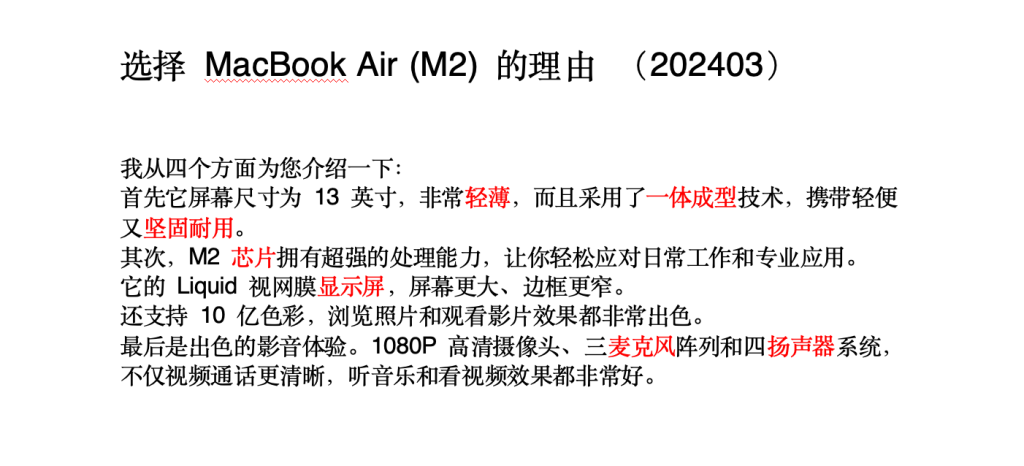 选择 MacBook Air (M2) 的理由 （202403）
我从四个方面为您介绍一下：
首先它屏幕尺寸为 13 英寸，非常轻薄，而且采用了一体成型技术，携带轻便
又坚固耐用。
其次，M2 芯片拥有超强的处理能力，让你轻松应对日常工作和专业应用。
它的 Liquid 视网膜显示屏，屏幕更大、边框更窄。
还支持 10 亿色彩，浏览照片和观看影片效果都非常出色。
最后是出色的影音体验。1080P 高清摄像头、三麦克风阵列和四扬声器系统，
不仅视频通话更清晰，听音乐和看视频效果都非常好。